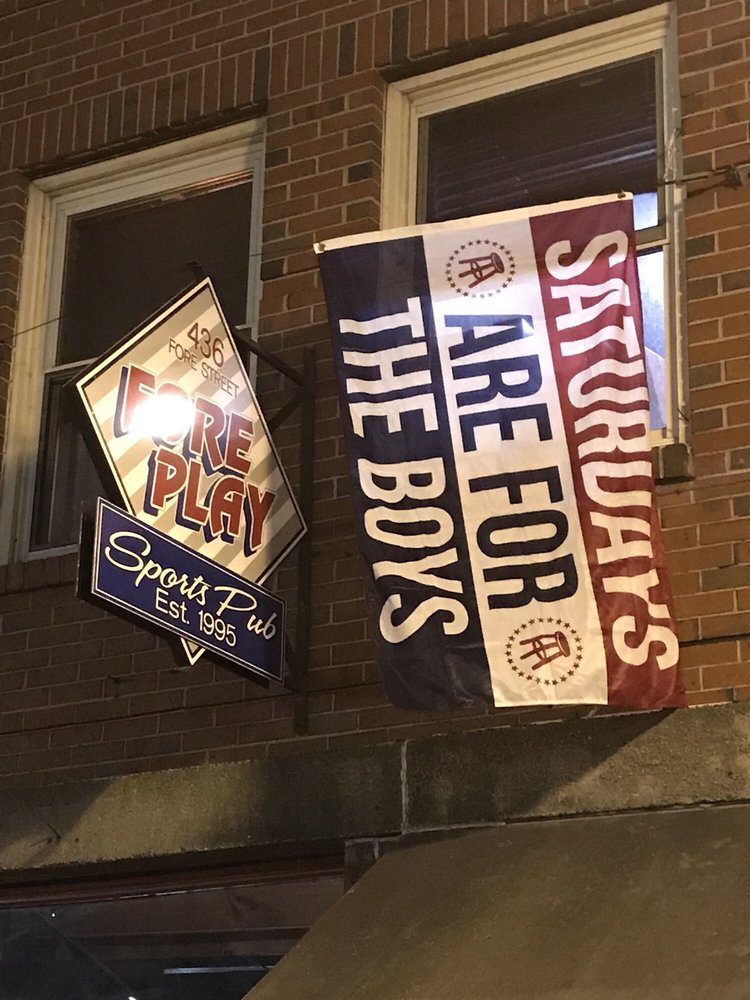 436
FORE STREET
FORE
PLAY
Sports Pub
Est. 1995
SATURDAYS
ARE FOR
THE BOYS